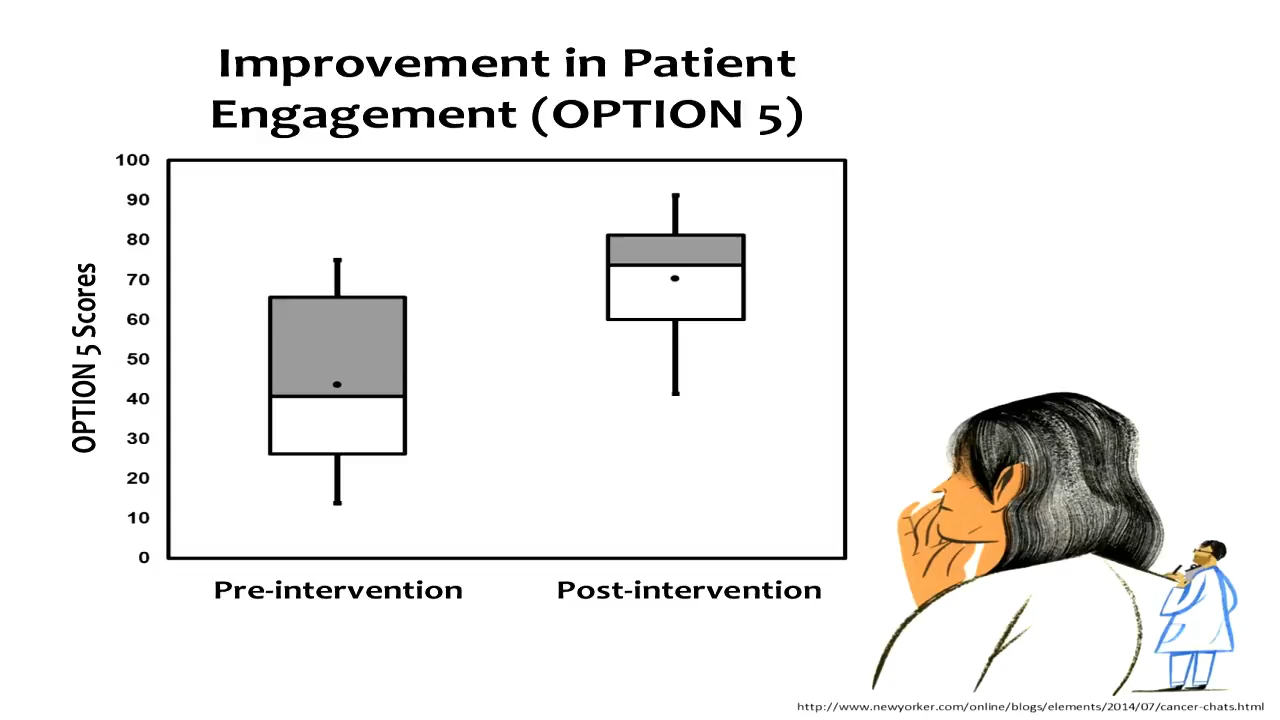 Improvement in Patient
Engagement (OPTION 5)
OPTION 5 Scores
100
90
80
70
60
50
40
30
20
10
0
Pre-intervention
Post-intervention
http://www.newyorker.com/online/blogs/elements/2014/07/cancer-chats.html